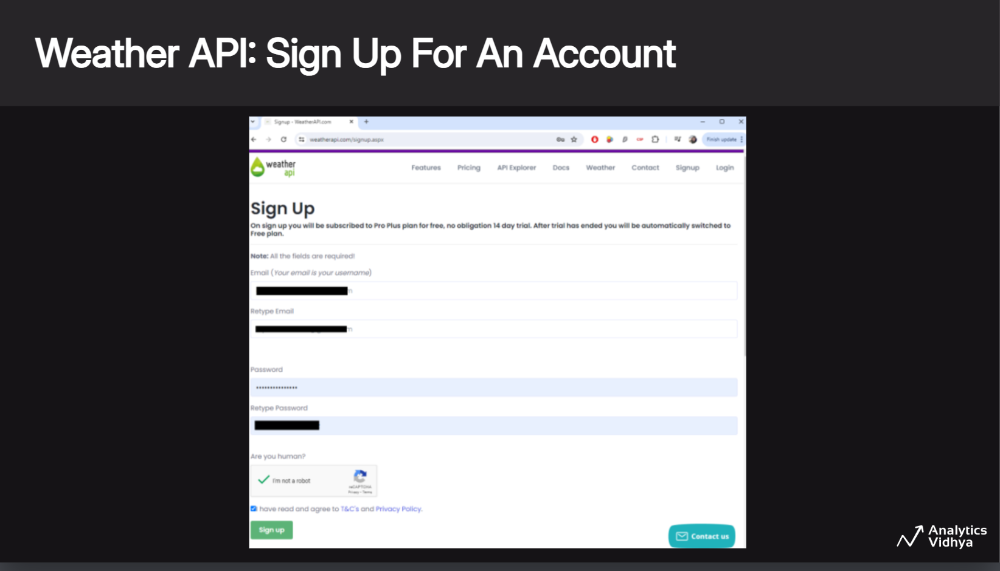 Weather API: Sign Up For An Account
Signup - WeatherAPI.com
weatherapi.com/signup.aspx
Finish update
weather
api
Features Pricing API Explorer Docs Weather Contact Signup Login
Sign Up
On sign up you will be subscribed to Pro Plus plan for free, no obligation 14 day trial. After trial has ended you will be automatically switched to
Free plan.
Note: All the fields are required!
Email (Your email is your username)
m
Retype Email
m
Password
Retype Password
Are you human?
I'm not a robot
reCAPTCHA
Privacy - Terms
I have read and agree to T&C's and Privacy Policy.
Sign up
Contact us
Analytics
Vidhya